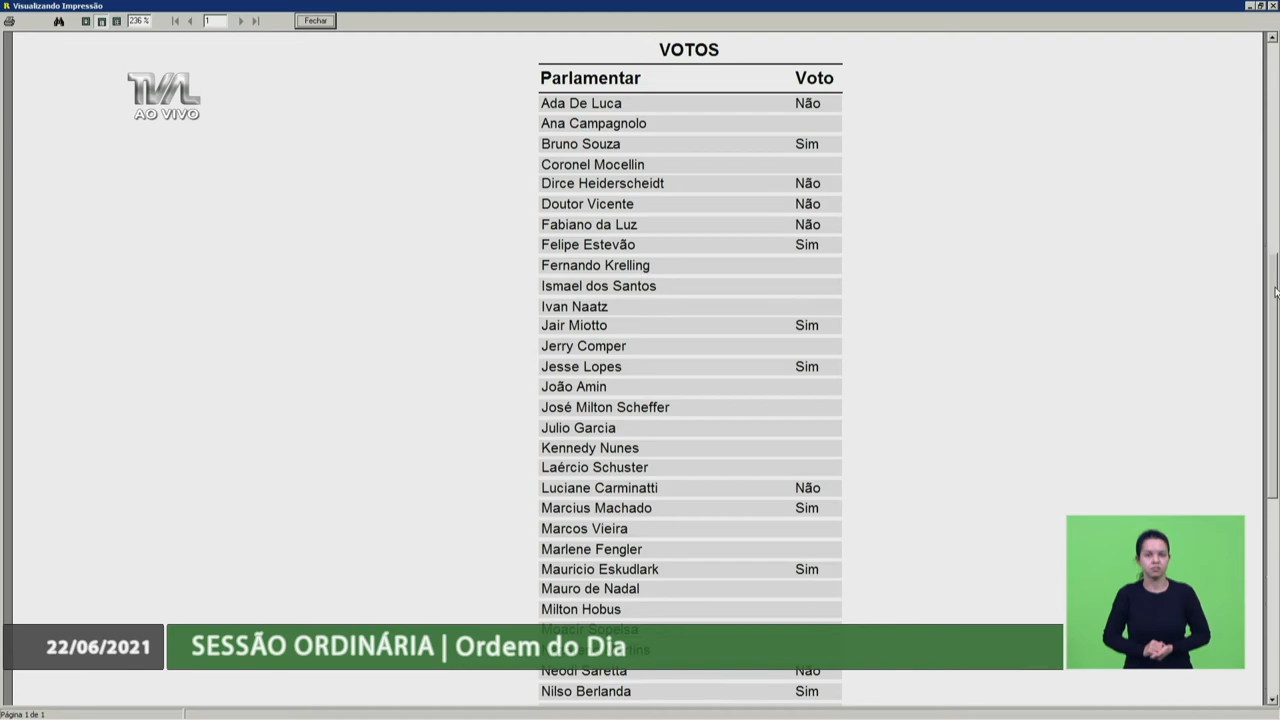 Visualizando Impressão
236 %
1
Fechar
VOTOS
Parlamentar Voto
TVAL
AO VIVO
Ada De Luca Não
Ana Campagnolo
Bruno Souza Sim
Coronel Mocellin
Dirce Heiderscheidt Não
Doutor Vicente Não
Fabiano da Luz Não
Felipe Estevão Sim
Fernando Krelling
Ismael dos Santos
Ivan Naatz
Jair Miotto Sim
Jerry Comper
Jesse Lopes Sim
João Amin
José Milton Scheffer
Julio Garcia
Kennedy Nunes
Laércio Schuster
Luciane Carminatti Não
Marcius Machado Sim
Marcos Vieira
Marlene Fengler
Mauricio Eskudlark Sim
Mauro de Nadal
Milton Hobus
Moacir Sopelsa
22/06/2021 SESSÃO ORDINÁRIA | Ordem do Dia
Neodi Saretta Não
Nilso Berlanda Sim
Página 1 de 1